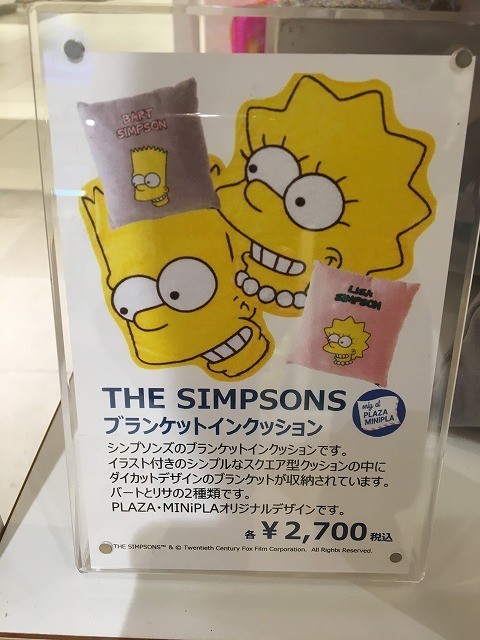 BART
SIMPSON
LISA
SIMPSON
THE SIMPSONS
only at
PLAZA
MINiPLA
ブランケットインクッション
シンプソンズのブランケットインクッションです。
イラスト付きのシンプルなスクエア型クッションの中に
ダイカットデザインのブランケットが収納されています。
バートとリサの2種類です。
PLAZA・MINiPLAオリジナルデザインです。
各 ¥2,700税込
THE SIMPSONS™ & © Twentieth Century Fox Film Corporation. All Rights Reserved.